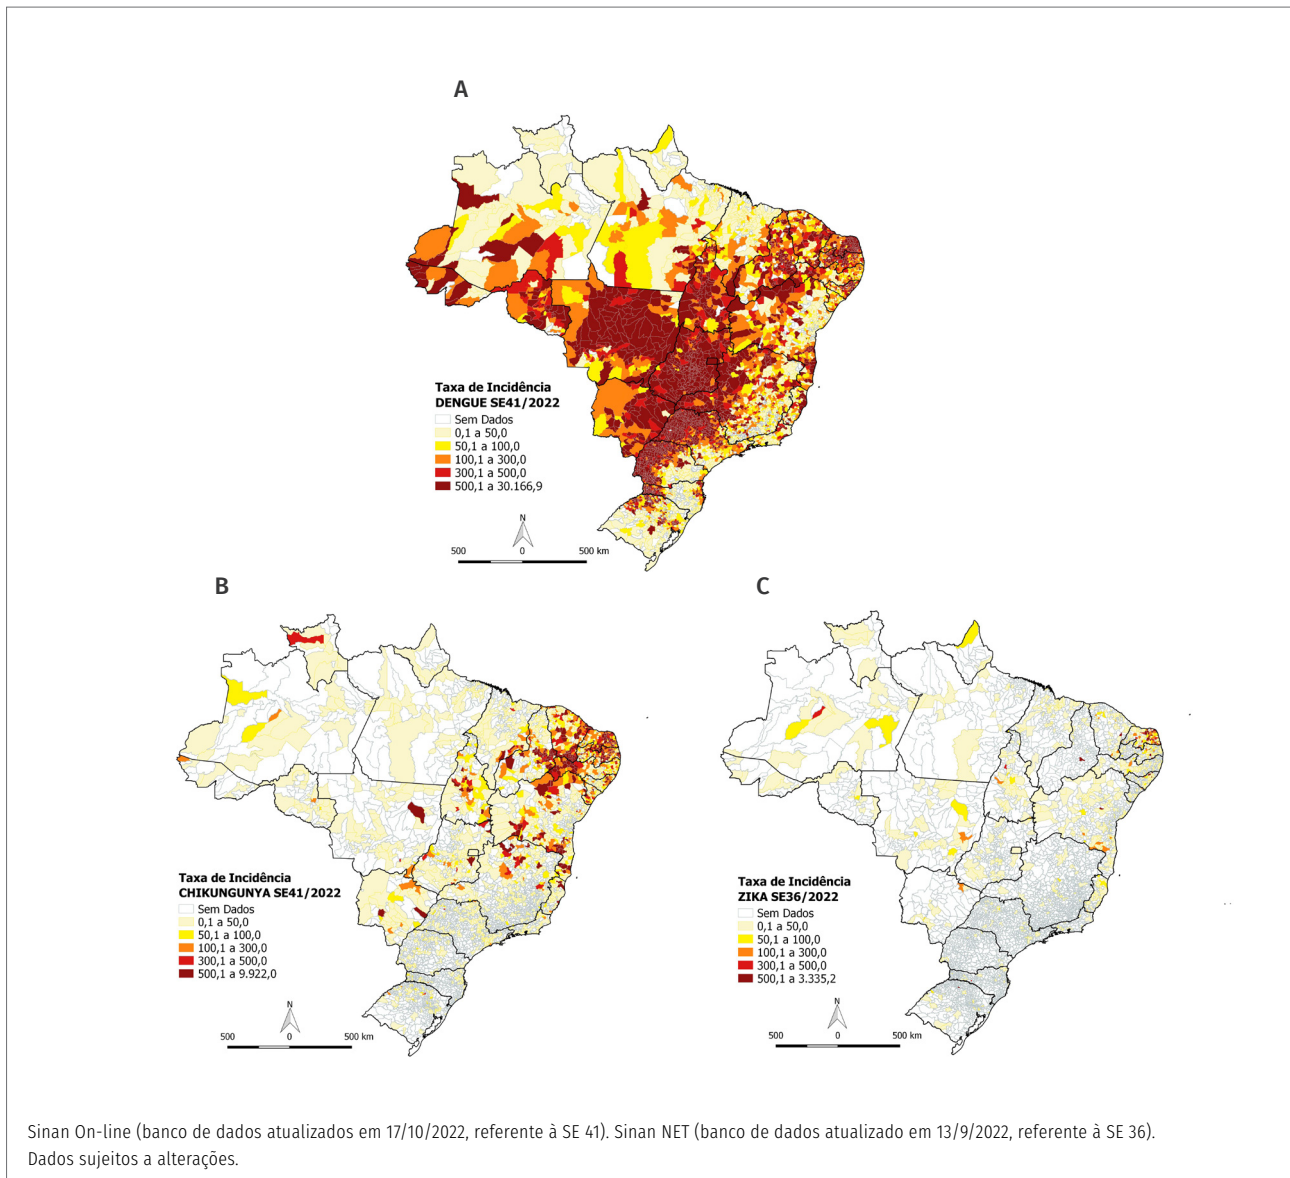 A
Taxa de Incidência
DENGUE SE41/2022
Sem Dados
0,1 a 50,0
50,1 a 100,0
100,1 a 300,0
300,1 a 500,0
500,1 a 30.166,9
N
500 0 500 km
B
C
Taxa de Incidência
CHIKUNGUNYA SE41/2022
Sem Dados
0,1 a 50,0
50,1 a 100,0
100,1 a 300,0
300,1 a 500,0
500,1 a 9.922,0
N
500 0 500 km
Taxa de Incidência
ZIKA SE36/2022
Sem Dados
0,1 a 50,0
50,1 a 100,0
100,1 a 300,0
300,1 a 500,0
500,1 a 3.335,2
N
500 0 500 km
Sinan On-line (banco de dados atualizados em 17/10/2022, referente à SE 41). Sinan NET (banco de dados atualizado em 13/9/2022, referente à SE 36).
Dados sujeitos a alterações.